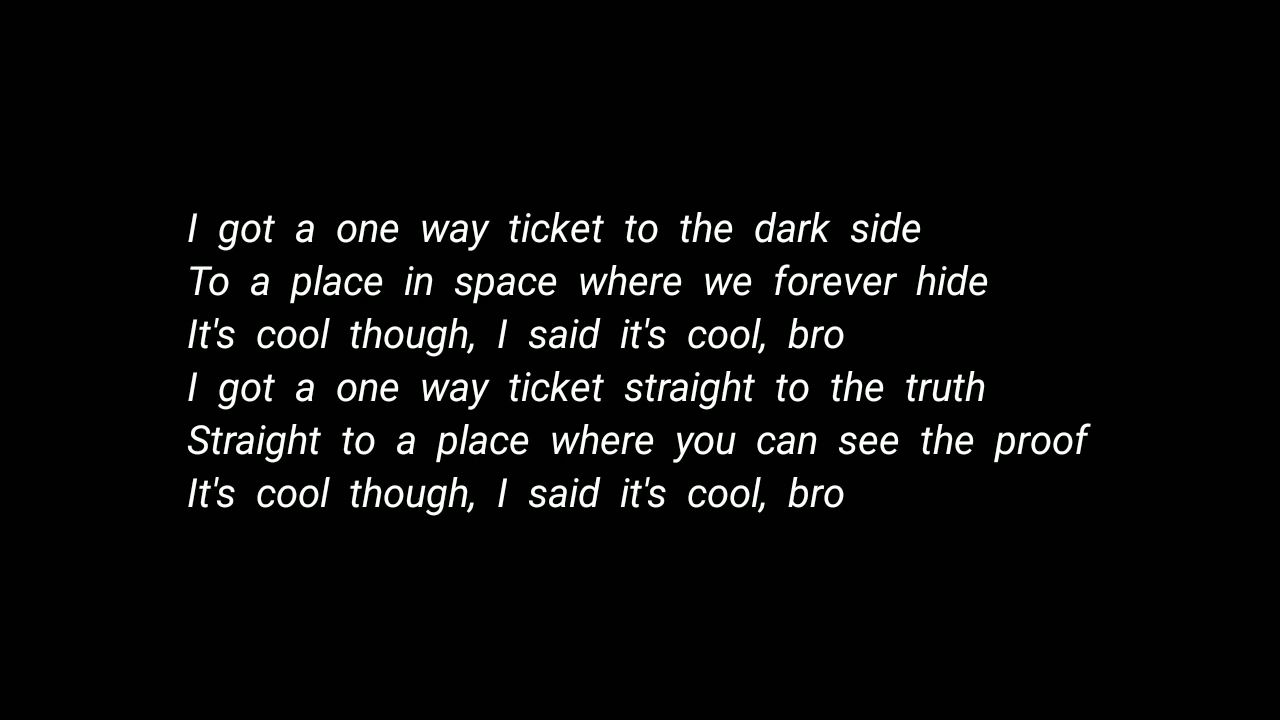 I got a one way ticket to the dark side
To a place in space where we forever hide
It's cool though, I said it's cool, bro
I got a one way ticket straight to the truth
Straight to a place where you can see the proof
It's cool though, I said it's cool, bro